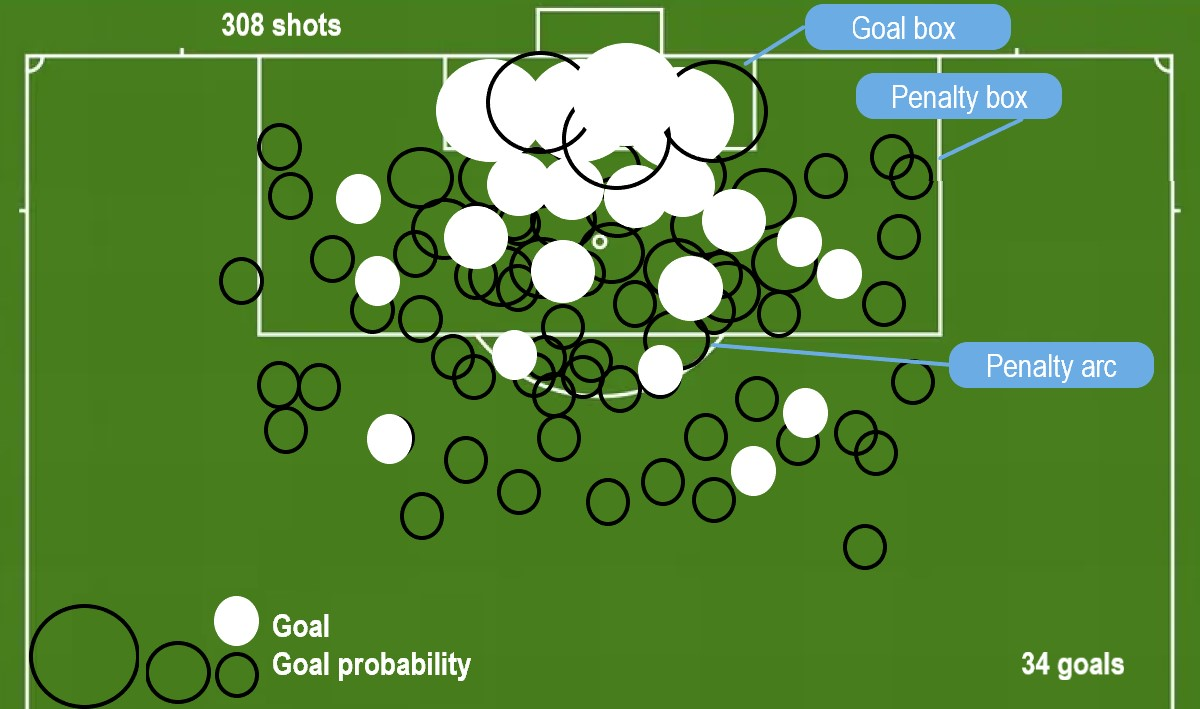 308 shots
Goal box
Penalty box
Penalty arc
Goal
Goal probability
34 goals